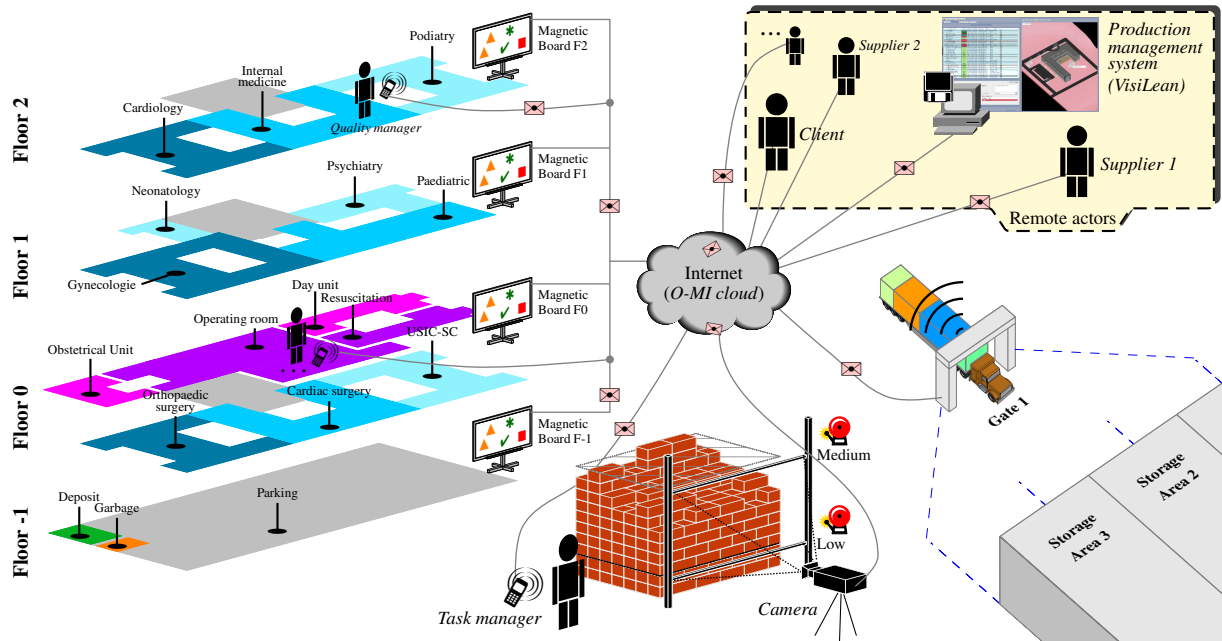 Floor 2
Cardiology
Internal
medicine
Podiatry
Quality manager
Magnetic
Board F2
Floor 1
Neonatology
Psychiatry
Paediatric
Gynecologie
Magnetic
Board F1
Floor 0
Obstetrical Unit
Operating room
Day unit
Resuscitation
USIC-SC
. . . .
Orthopaedic
surgery
Cardiac surgery
Magnetic
Board F0
Floor -1
Deposit
Garbage
Parking
Magnetic
Board F-1
Internet
(O-MI cloud)
...
Supplier 2
Client
Production
management
system
(VisiLean)
Supplier 1
Remote actors
Gate 1
Storage
Area 2
Storage
Area 3
Medium
Low
Camera
Task manager